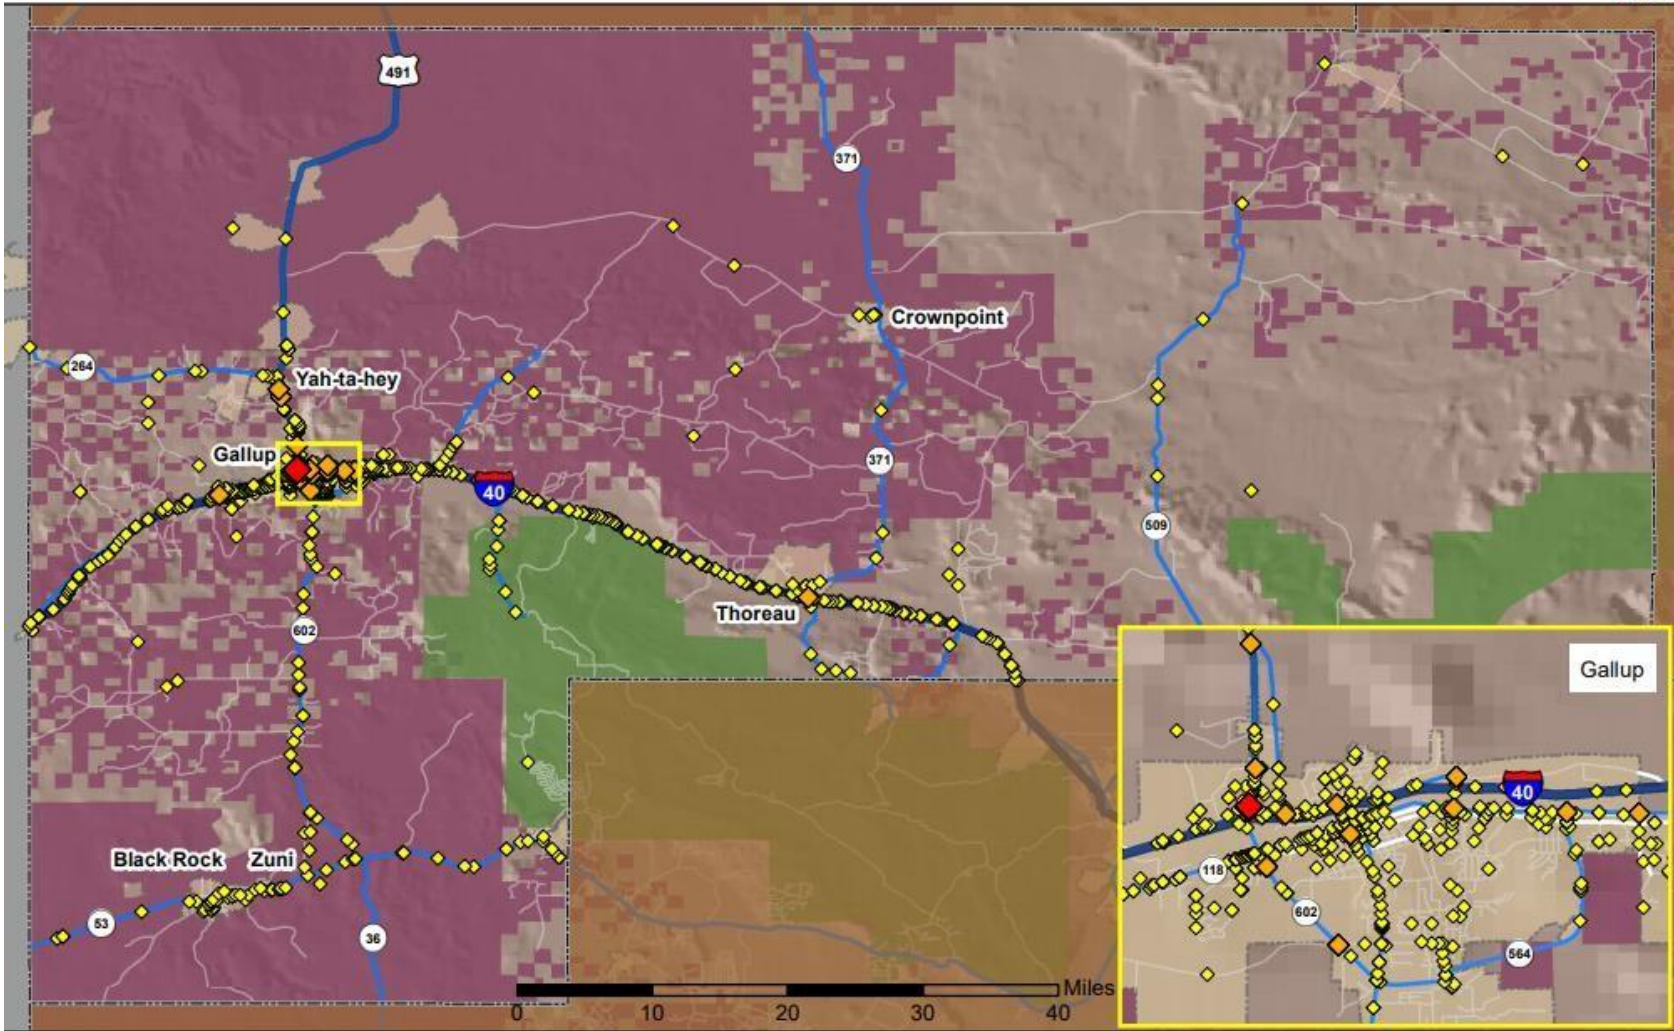 491
371
Crownpoint
264
Yah-ta-hey
Gallup
40
371
509
Thoreau
602
Gallup
40
118
602
564
Black Rock Zuni
53
36
Miles
0 10 20 30 40